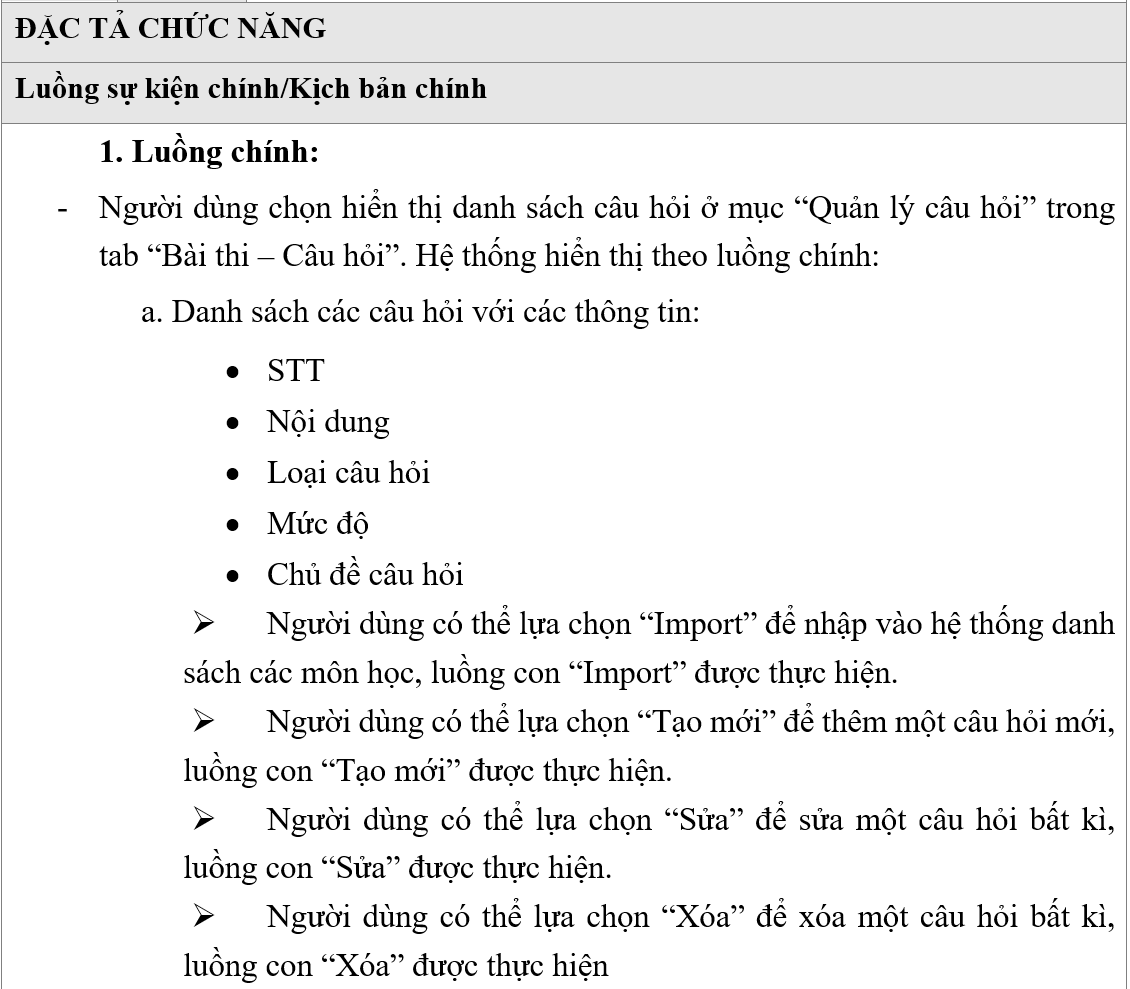 ĐẶC TẢ CHỨC NĂNG
Luồng sự kiện chính/Kịch bản chính
1. Luồng chính:
- Người dùng chọn hiển thị danh sách câu hỏi ở mục “Quản lý câu hỏi” trong
tab “Bài thi – Câu hỏi”. Hệ thống hiển thị theo luồng chính:
a. Danh sách các câu hỏi với các thông tin:
• STT
• Nội dung
• Loại câu hỏi
• Mức độ
• Chủ đề câu hỏi
➢ Người dùng có thể lựa chọn “Import” để nhập vào hệ thống danh
sách các môn học, luồng con “Import” được thực hiện.
➢ Người dùng có thể lựa chọn “Tạo mới” để thêm một câu hỏi mới,
luồng con “Tạo mới” được thực hiện.
➢ Người dùng có thể lựa chọn “Sửa” để sửa một câu hỏi bất kì,
luồng con “Sửa” được thực hiện.
➢ Người dùng có thể lựa chọn “Xóa” để xóa một câu hỏi bất kì,
luồng con “Xóa” được thực hiện